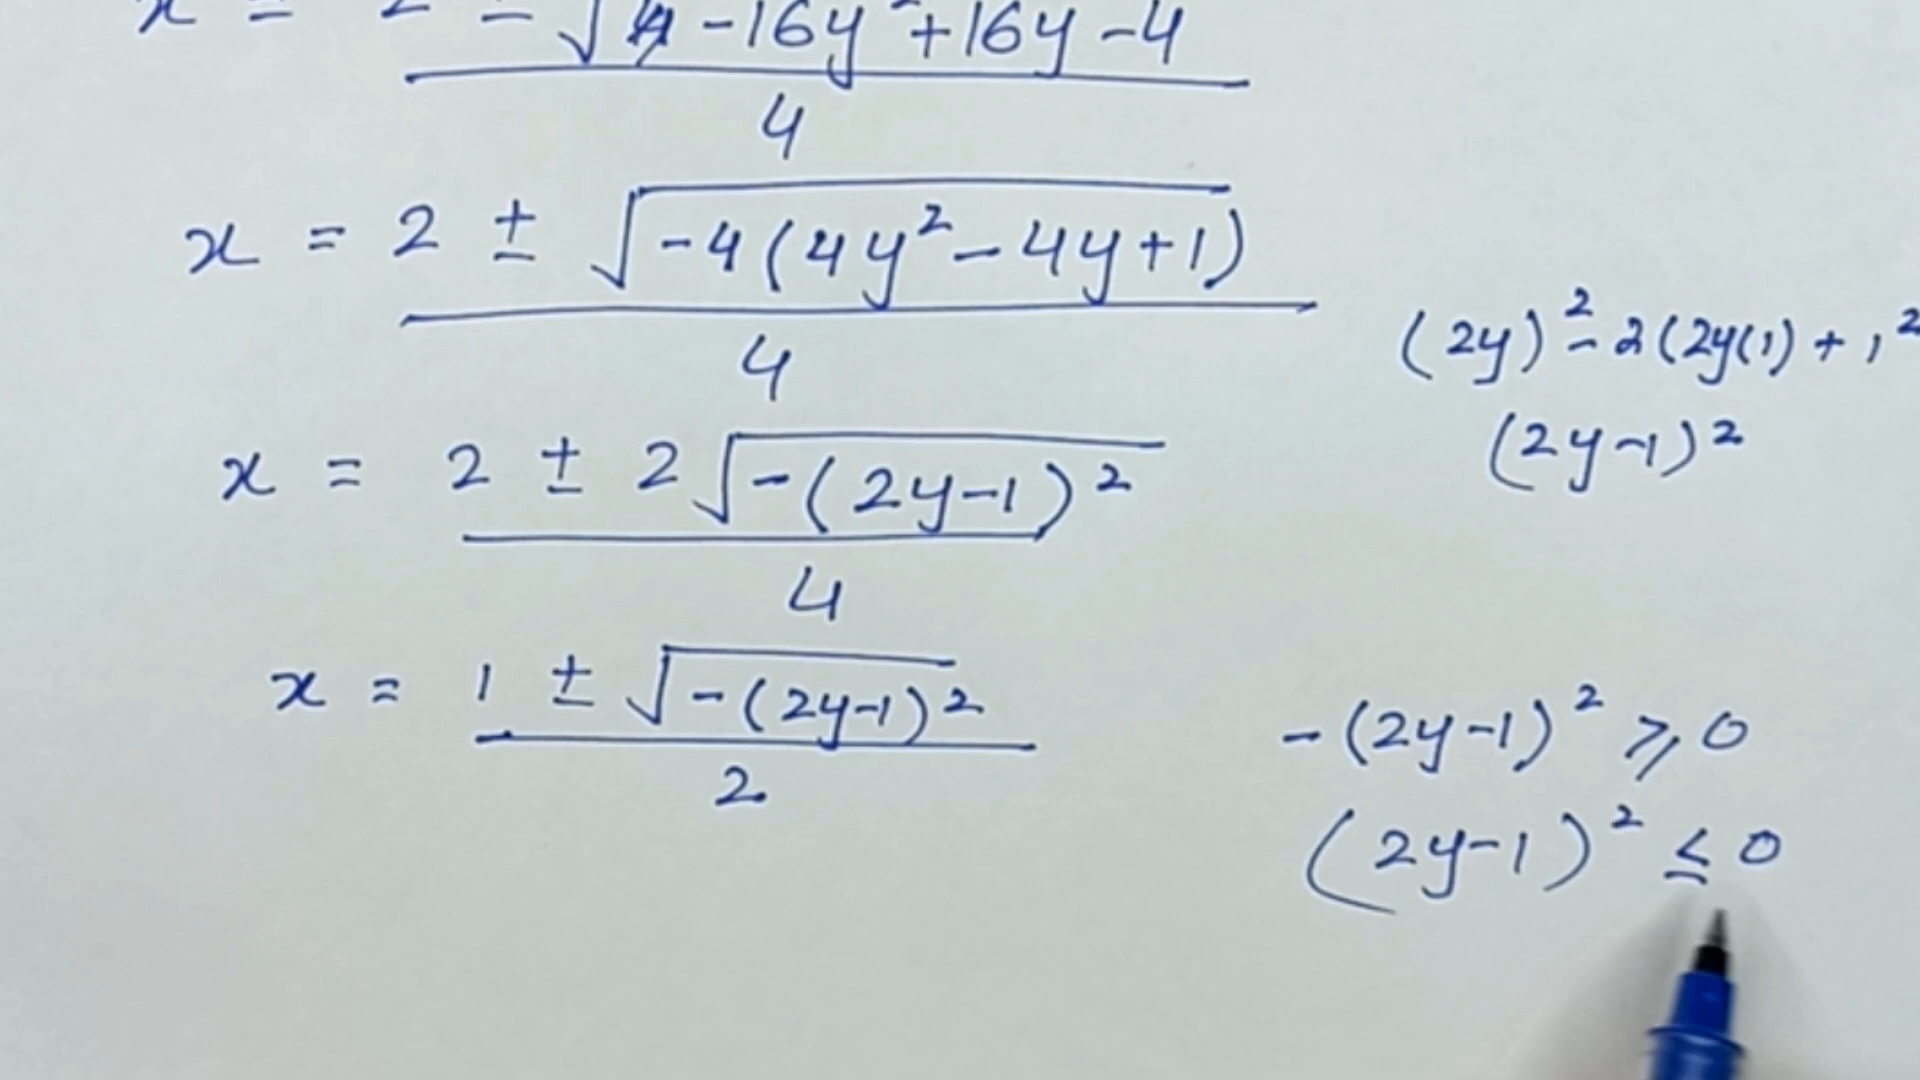 x = 2 ± √4 - 16y² + 16y - 4
4
x = 2 ± √-4(4y² - 4y + 1)
4
(2y)² - 2(2y(1) + 1²
(2y-1)²
x = 2 ± 2√-(2y-1)²
4
x = 1 ± √-(2y-1)²
2
-(2y-1)² ⩾ 0
(2y-1)² ≤ 0